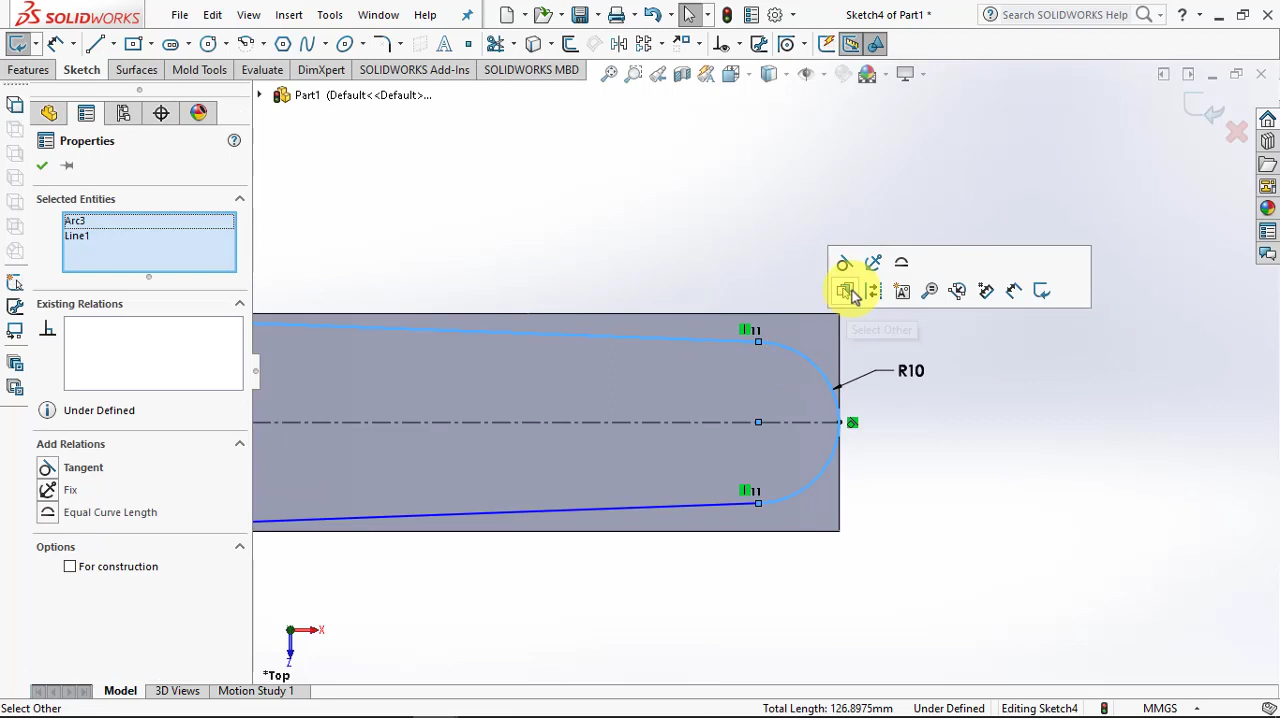 SOLIDWORKS File Edit View Insert Tools Window Help Sketch4 of Part1 * Search SOLIDWORKS Help
Features Sketch Surfaces Mold Tools Evaluate DimXpert SOLIDWORKS Add-Ins SOLIDWORKS MBD
Part1 (Default<<Default>...
Properties
Selected Entities
Arc3
Line1
Existing Relations
Under Defined
Add Relations
Tangent
Fix
Equal Curve Length
Options
For construction
Select Other
11
R10
11
X
Z
*Top
Model 3D Views Motion Study 1
Select Other Total Length: 126.8975mm Under Defined Editing Sketch4 MMGS